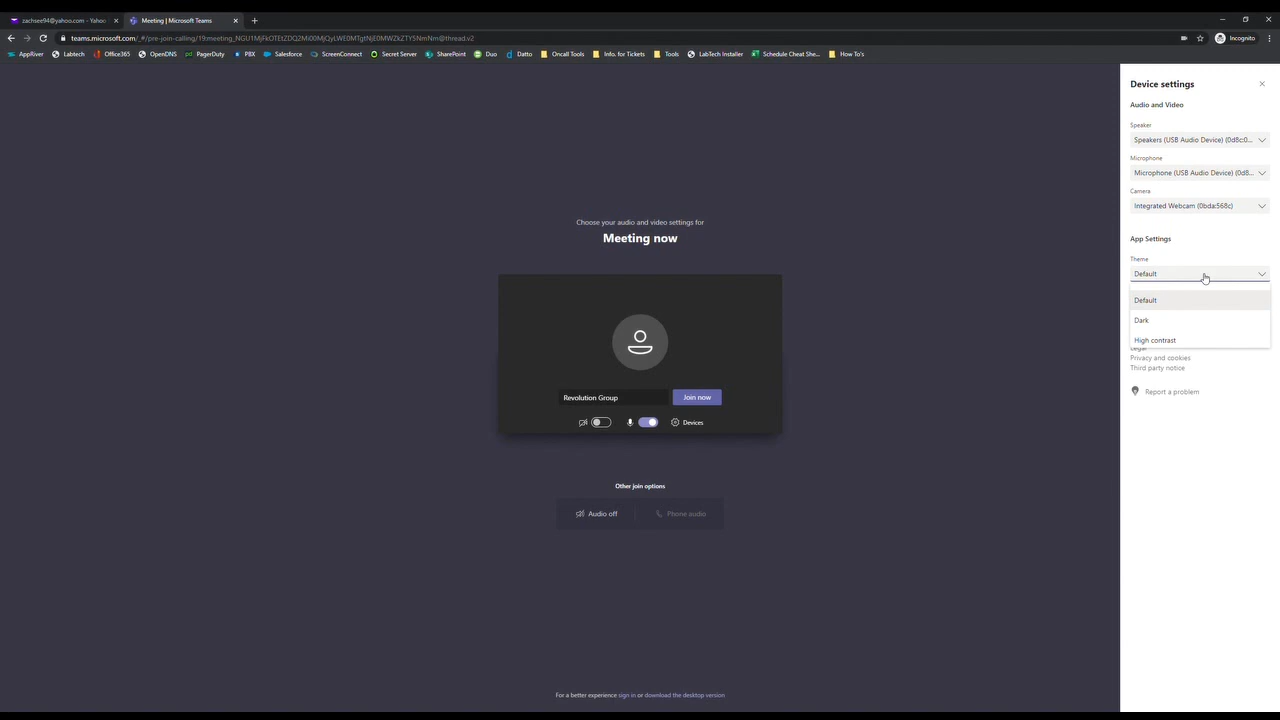 zachsee94@yahoo.com - Yahoo
Meeting | Microsoft Teams
teams.microsoft.com/_#/pre-join-calling/19:meeting_
Incognito
AppRiver Labtech Office365 OpenDNS PagerDuty PBX Salesforce ScreenConnect Secret Server SharePoint Duo Datto Oncall Tools Info. for Tickets Tools LabTech Installer Schedule Cheat She... How To's
Device settings
Audio and Video
Speaker
Speakers (USB Audio Device) (0d8c:0...
Microphone
Microphone (USB Audio Device) (0d8...
Camera
Integrated Webcam (0bda:568c)
App Settings
Theme
Default
Default
Dark
High contrast
Legal
Privacy and cookies
Third party notice
Report a problem
Choose your audio and video settings for
Meeting now
Revolution Group
Join now
Devices
Other join options
Audio off
Phone audio
For a better experience sign in or download the desktop version